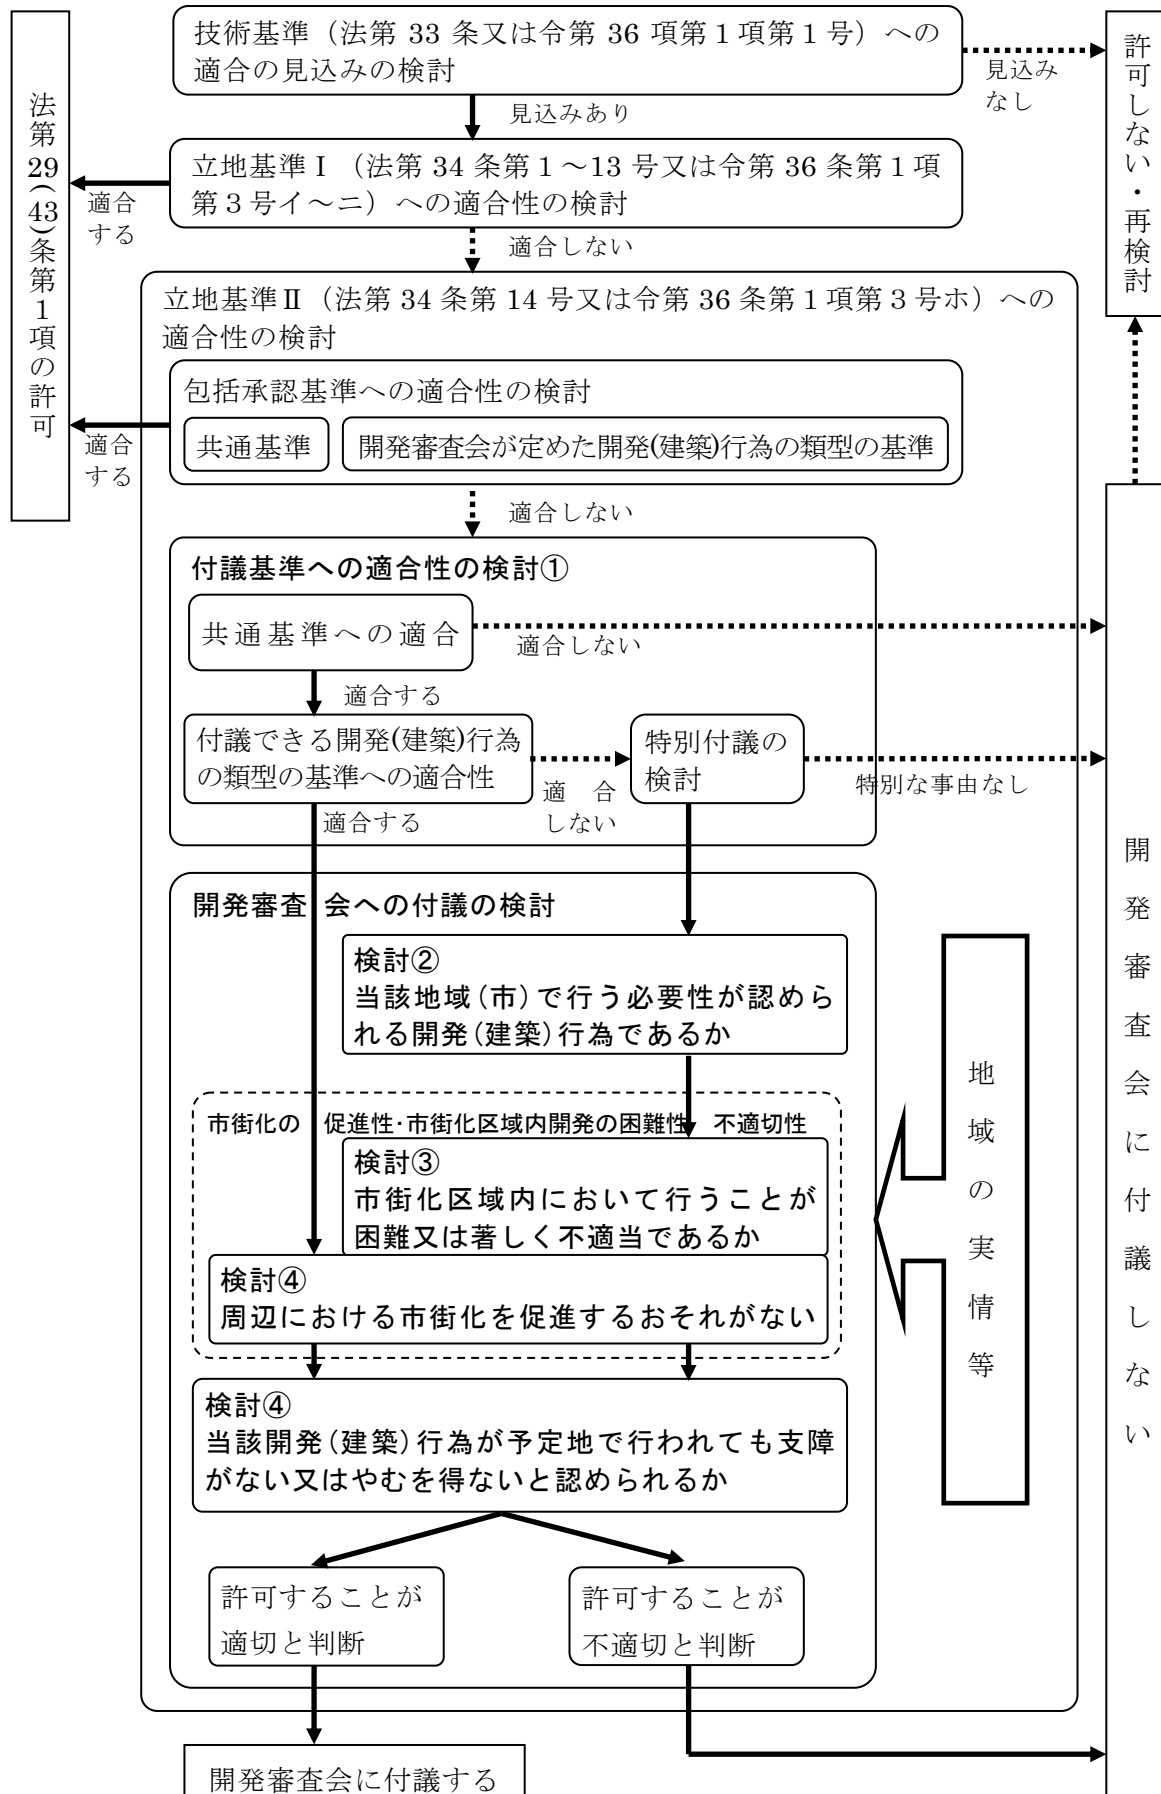 技術基準（法第 33 条又は令第 36 項第１項第１号）への
適合の見込みの検討
見込み
なし
許可しない・再検討
見込みあり
法第29(43)条第１項の許可
立地基準Ⅰ（法第 34 条第１～13 号又は令第 36 条第１項
第３号イ～ニ）への適合性の検討
適合
する
適合しない
立地基準Ⅱ（法第 34 条第 14 号又は令第 36 条第１項第３号ホ）への
適合性の検討
包括承認基準への適合性の検討
共通基準
開発審査会が定めた開発(建築)行為の類型の基準
適合
する
適合しない
付議基準への適合性の検討①
共通基準への適合
適合しない
適合する
付議できる開発(建築)行為
の類型の基準への適合性
適　合
しない
特別付議の
検討
特別な事由なし
適合する
開発審査会に付議しない
開発審査 会への付議の検討
検討②
当該地域(市)で行う必要性が認めら
れる開発(建築)行為であるか
地域の実情等
市街化の 促進性･市街化区域内開発の困難性 不適切性
検討③
市街化区域内において行うことが
困難又は著しく不適当であるか
検討④
周辺における市街化を促進するおそれがない
検討④
当該開発(建築)行為が予定地で行われても支障
がない又はやむを得ないと認められるか
許可することが
適切と判断
許可することが
不適切と判断
開発審査会に付議する